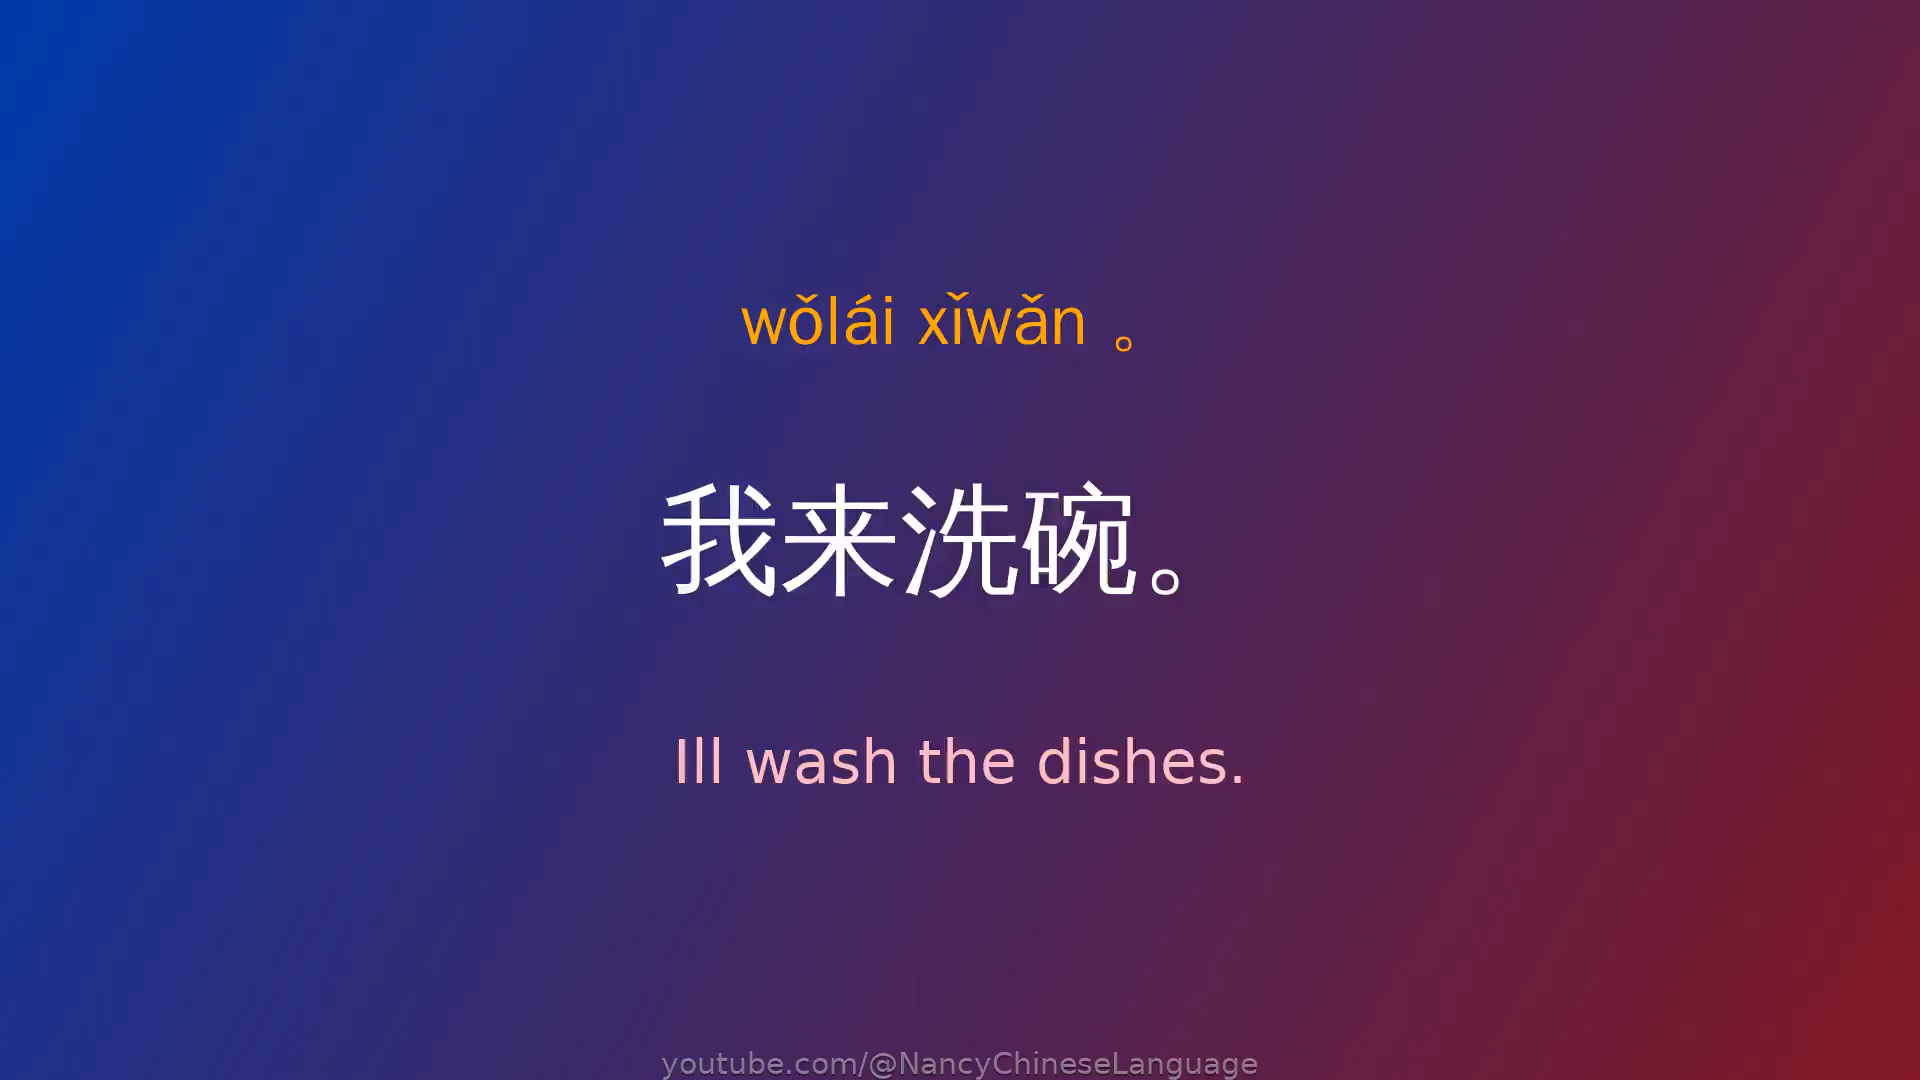 wǒlái xǐwǎn 。
我来洗碗。
Ill wash the dishes.
youtube.com/@NancyChineseLanguage